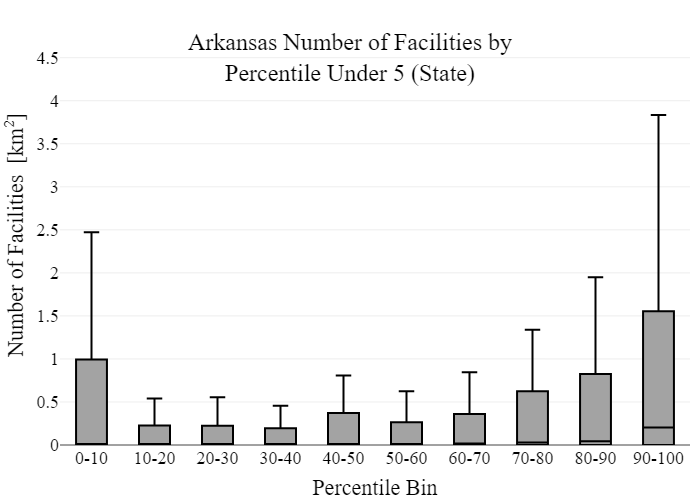 Arkansas Number of Facilities by
Percentile Under 5 (State)
Number of Facilities [km²]
4.5
4
3.5
3
2.5
2
1.5
1
0.5
0
0-10 10-20 20-30 30-40 40-50 50-60 60-70 70-80 80-90 90-100
Percentile Bin